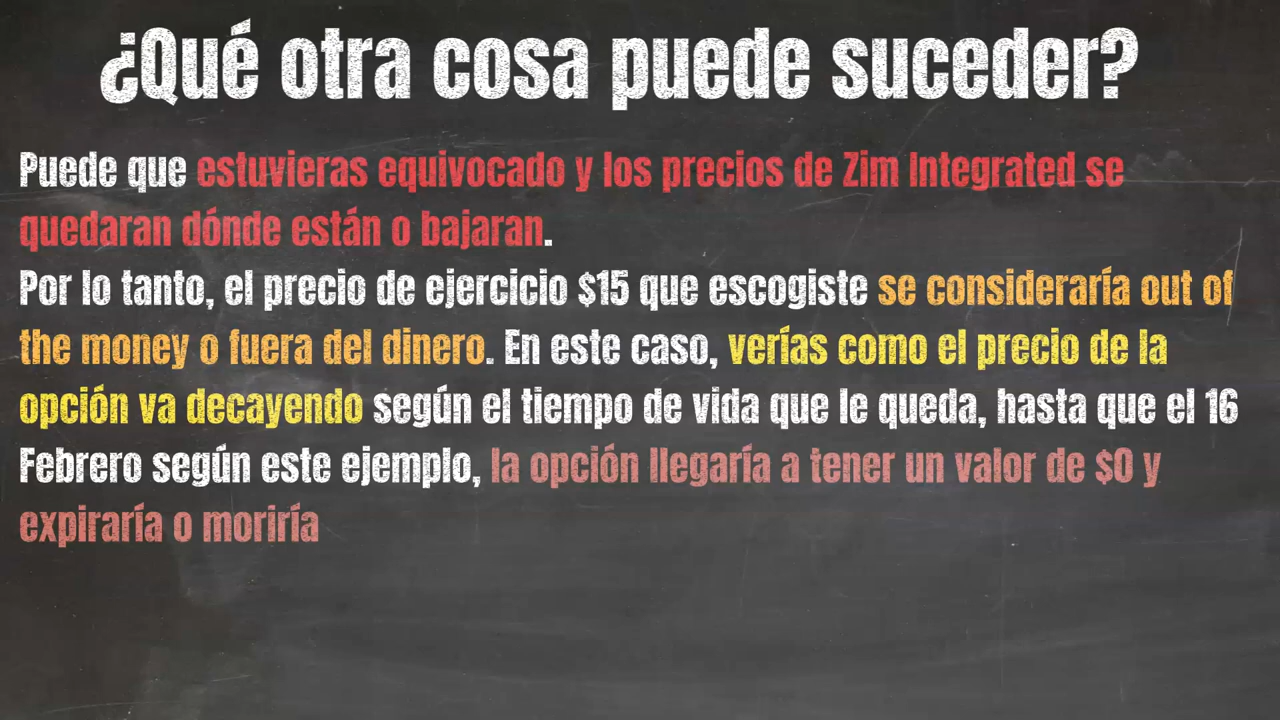 ¿Qué otra cosa puede suceder?
Puede que estuvieras equivocado y los precios de Zim Integrated se
quedaran dónde están o bajaran.
Por lo tanto, el precio de ejercicio $15 que escogiste se consideraría out of
the money o fuera del dinero. En este caso, verías como el precio de la
opción va decayendo según el tiempo de vida que le queda, hasta que el 16
Febrero según este ejemplo, la opción llegaría a tener un valor de $0 y
expiraría o moriría